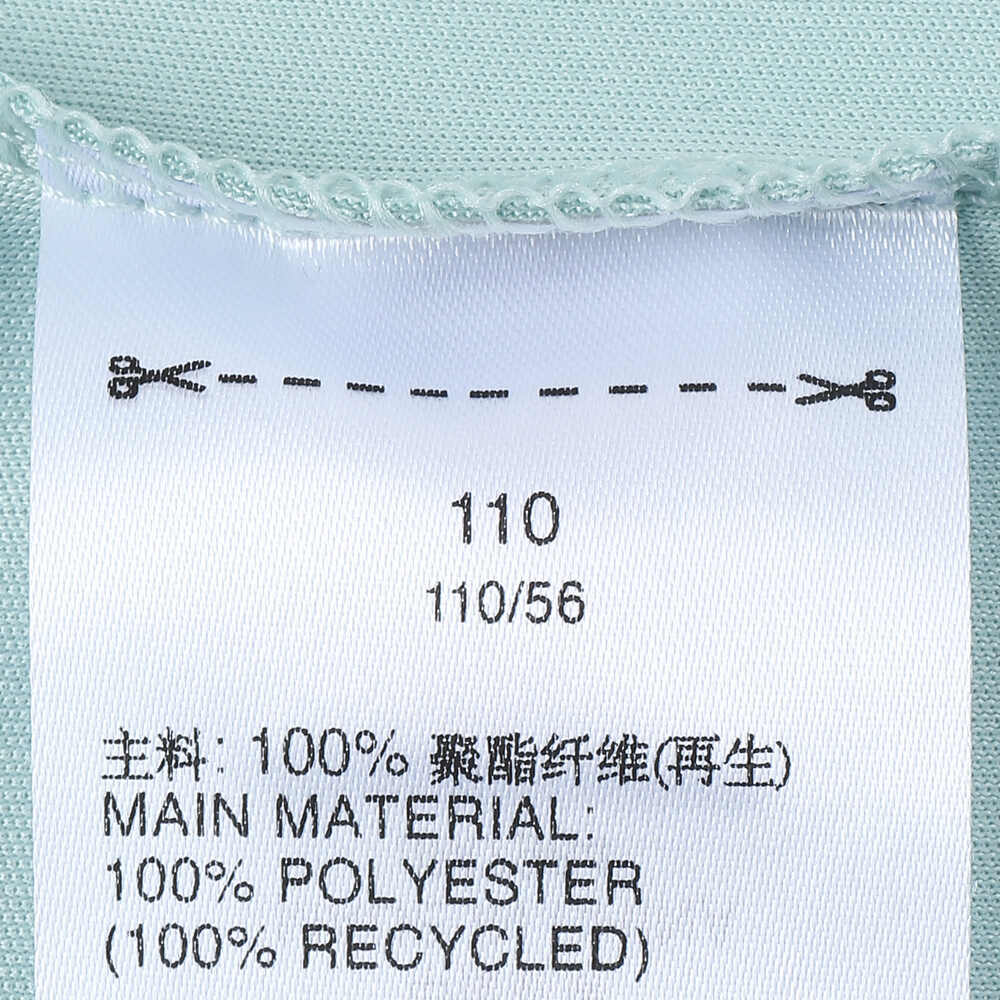 110
110/56
主料: 100% 聚酯纤维(再生)
MAIN MATERIAL:
100% POLYESTER
(100% RECYCLED)